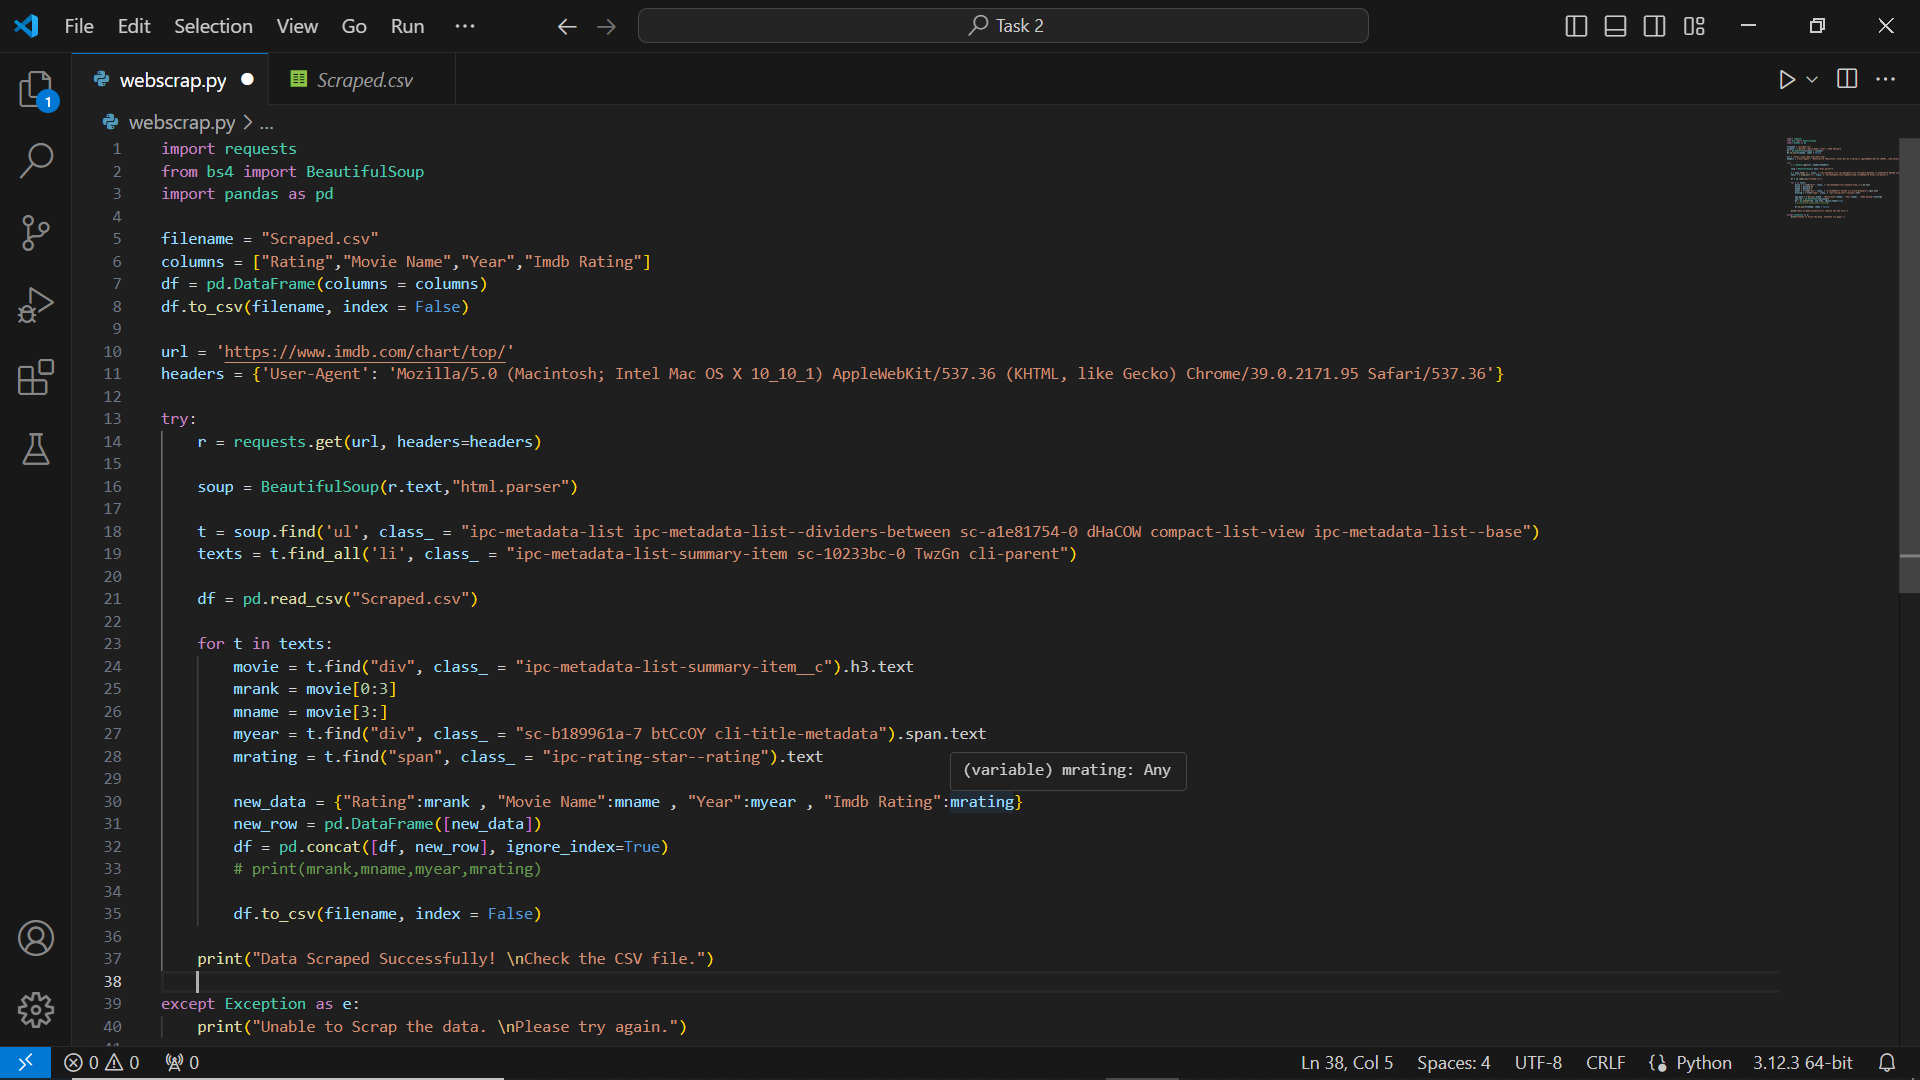 File Edit Selection View Go Run ... Task 2
webscrap.py Scraped.csv
1
webscrap.py > ...
1 import requests
2 from bs4 import BeautifulSoup
3 import pandas as pd
4
5 filename = "Scraped.csv"
6 columns = ["Rating","Movie Name","Year","Imdb Rating"]
7 df = pd.DataFrame(columns = columns)
8 df.to_csv(filename, index = False)
9
10 url = 'https://www.imdb.com/chart/top/'
11 headers = {'User-Agent': 'Mozilla/5.0 (Macintosh; Intel Mac OS X 10_10_1) AppleWebKit/537.36 (KHTML, like Gecko) Chrome/39.0.2171.95 Safari/537.36'}
12
13 try:
14 r = requests.get(url, headers=headers)
15
16 soup = BeautifulSoup(r.text,"html.parser")
17
18 t = soup.find('ul', class_ = "ipc-metadata-list ipc-metadata-list--dividers-between sc-a1e81754-0 dHaCOW compact-list-view ipc-metadata-list--base")
19 texts = t.find_all('li', class_ = "ipc-metadata-list-summary-item sc-10233bc-0 TwzGn cli-parent")
20
21 df = pd.read_csv("Scraped.csv")
22
23 for t in texts:
24 movie = t.find("div", class_ = "ipc-metadata-list-summary-item__c").h3.text
25 mrank = movie[0:3]
26 mname = movie[3:]
27 myear = t.find("div", class_ = "sc-b189961a-7 btCcOY cli-title-metadata").span.text
28 mrating = t.find("span", class_ = "ipc-rating-star--rating").text
(variable) mrating: Any
29
30 new_data = {"Rating":mrank , "Movie Name":mname , "Year":myear , "Imdb Rating":mrating}
31 new_row = pd.DataFrame([new_data])
32 df = pd.concat([df, new_row], ignore_index=True)
33 # print(mrank,mname,myear,mrating)
34
35 df.to_csv(filename, index = False)
36
37 print("Data Scraped Successfully! \nCheck the CSV file.")
38
39 except Exception as e:
40 print("Unable to Scrap the data. \nPlease try again.")
0 0 0 Ln 38, Col 5 Spaces: 4 UTF-8 CRLF Python 3.12.3 64-bit